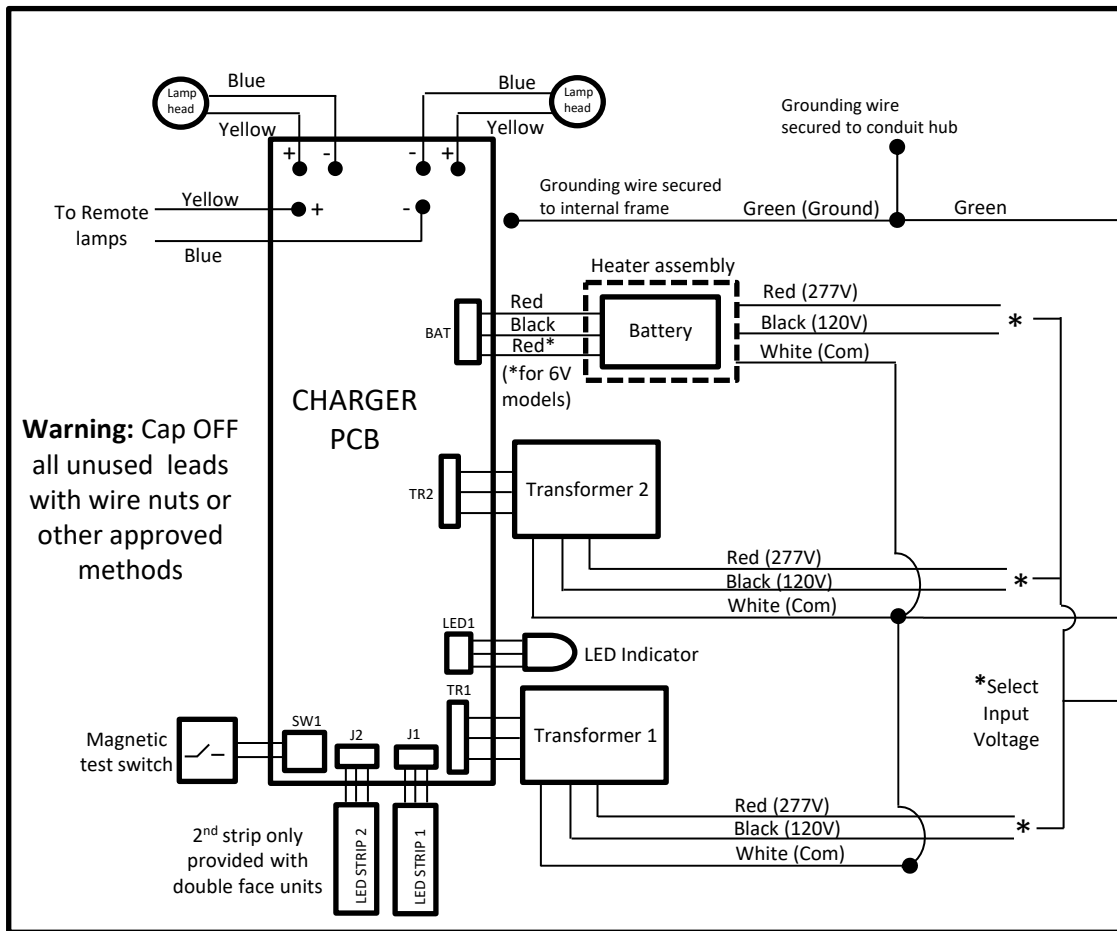 Lamp
head
Blue
Yellow
+
-
Blue
Lamp
head
Yellow
-
+
Grounding wire
secured to conduit hub
To Remote
lamps
Yellow
+
-
Blue
Grounding wire secured
to internal frame
Green (Ground)
Green
Heater assembly
BAT
Red
Black
Red*
(*for 6V
models)
Battery
Red (277V)
Black (120V)
*
White (Com)
CHARGER
PCB
Warning: Cap OFF
all unused leads
with wire nuts or
other approved
methods
TR2
Transformer 2
Red (277V)
Black (120V)
*
White (Com)
LED1
LED Indicator
*Select
Input
Voltage
TR1
Transformer 1
Magnetic
test switch
SW1
J2
J1
Red (277V)
Black (120V)
*
White (Com)
2nd strip only
provided with
double face units
LED STRIP 2
LED STRIP 1